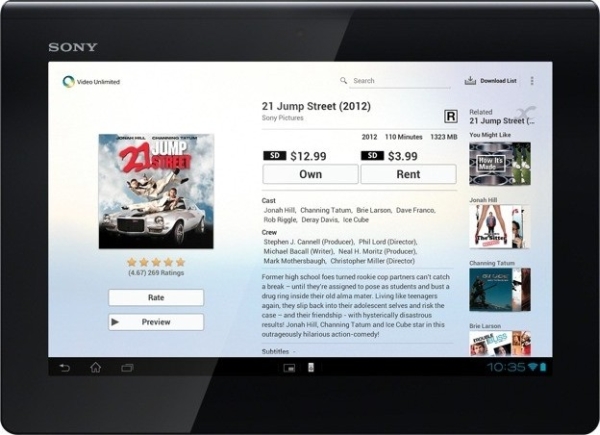 SONY
Video Unlimited
Search
Download List
21 Jump Street (2012)
Sony Pictures
R
2012 110 Minutes 1323 MB
SD $12.99
SD $3.99
Own
Rent
Cast
Jonah Hill, Channing Tatum, Brie Larson, Dave Franco,
Rob Riggle, Deray Davis, Ice Cube
Crew
Stephen J. Cannell (Producer), Phil Lord (Director),
Michael Bacall (Writer), Neal H. Moritz (Producer),
Mark Mothersbaugh, Christopher Miller (Director)
Former high school foes turned rookie cop partners can't catch
a break – until they're assigned to pose as students and bust a
drug ring inside their old alma mater. Living like teenagers
again, they slip back into their adolescent selves and risk the
case – and their friendship - with hysterically disastrous
results! Jonah Hill, Channing Tatum and Ice Cube star in this
outrageously hilarious action-comedy!
Subtitles -
JONAH HILL CHANNING TATUM
21 JUMP
STREET
(4.67) 269 Ratings
Rate
Preview
Related
21 Jump Street (...
You Might Like
How It's
Made
Jonah Hill
The Sitter
Channing Tatum
Brie Larson
TROUBLE
BLISS
10:35